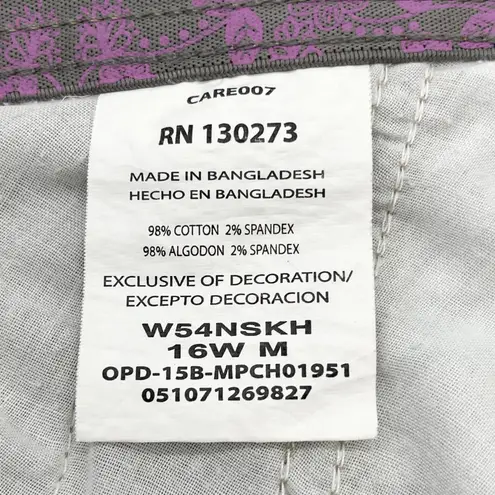 CARE007
RN 130273
MADE IN BANGLADESH
HECHO EN BANGLADESH
98% COTTON 2% SPANDEX
98% ALGODON 2% SPANDEX
EXCLUSIVE OF DECORATION/
EXCEPTO DECORACION
W54NSKH
16W M
OPD-15B-MPCH01951
051071269827